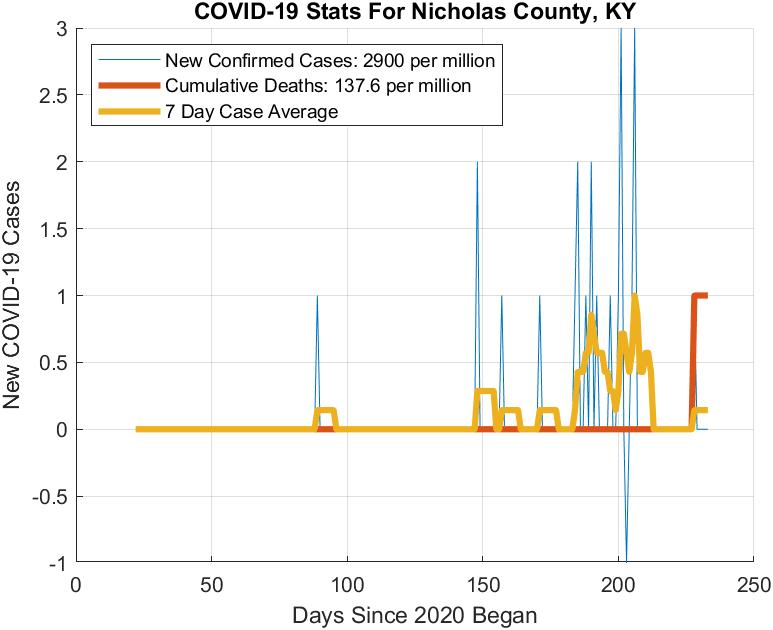 COVID-19 Stats For Nicholas County, KY
New Confirmed Cases: 2900 per million
Cumulative Deaths: 137.6 per million
7 Day Case Average
New COVID-19 Cases
3
2.5
2
1.5
1
0.5
0
-0.5
-1
0 50 100 150 200 250
Days Since 2020 Began